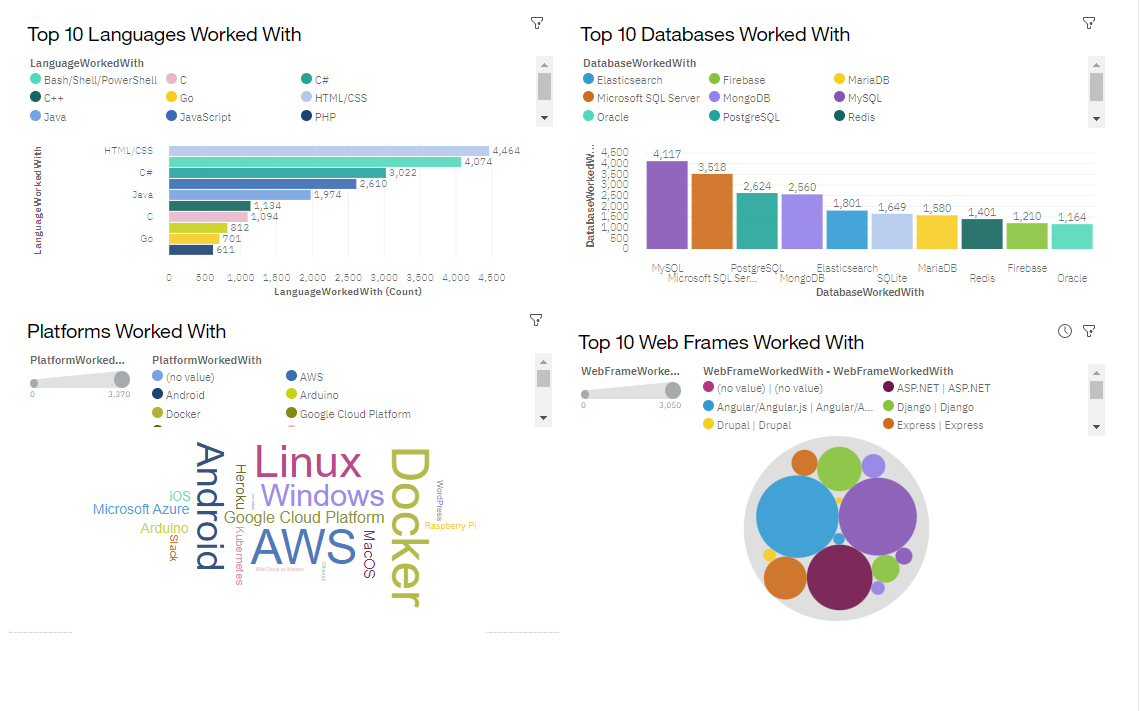 Top 10 Languages Worked With
LanguageWorkedWith
Bash/Shell/PowerShell C C#
C++ Go HTML/CSS
Java JavaScript PHP
LanguageWorkedWith
HTML/CSS 4,464
4,074
C# 3,022
2,610
Java 1,974
1,134
C 1,094
812
Go 701
611
0 500 1,000 1,500 2,000 2,500 3,000 3,500 4,000 4,500
LanguageWorkedWith (Count)
Top 10 Databases Worked With
DatabaseWorkedWith
Elasticsearch Firebase MariaDB
Microsoft SQL Server MongoDB MySQL
Oracle PostgreSQL Redis
DatabaseWorkedW...
4,500
4,000
3,500
3,000
2,500
2,000
1,500
1,000
500
0
4,117 3,518 2,624 2,560 1,801 1,649 1,580 1,401 1,210 1,164
MySQL PostgreSQL Elasticsearch MariaDB Firebase
Microsoft SQL Ser... MongoDB SQLite Redis Oracle
DatabaseWorkedWith
Platforms Worked With
PlatformWorked... PlatformWorkedWith
0 3,370
(no value) AWS
Android Arduino
Docker Google Cloud Platform
Linux
Windows
Google Cloud Platform
AWS
Android
Docker
Heroku
iOS
Microsoft Azure
Arduino
Slack
Kubernetes
MacOS
WordPress
Raspberry Pi
IBM Cloud or Watson
Top 10 Web Frames Worked With
WebFrameWorke... WebFrameWorkedWith - WebFrameWorkedWith
0 3,050
(no value) | (no value) ASP.NET | ASP.NET
Angular/Angular.js | Angular/A... Django | Django
Drupal | Drupal Express | Express